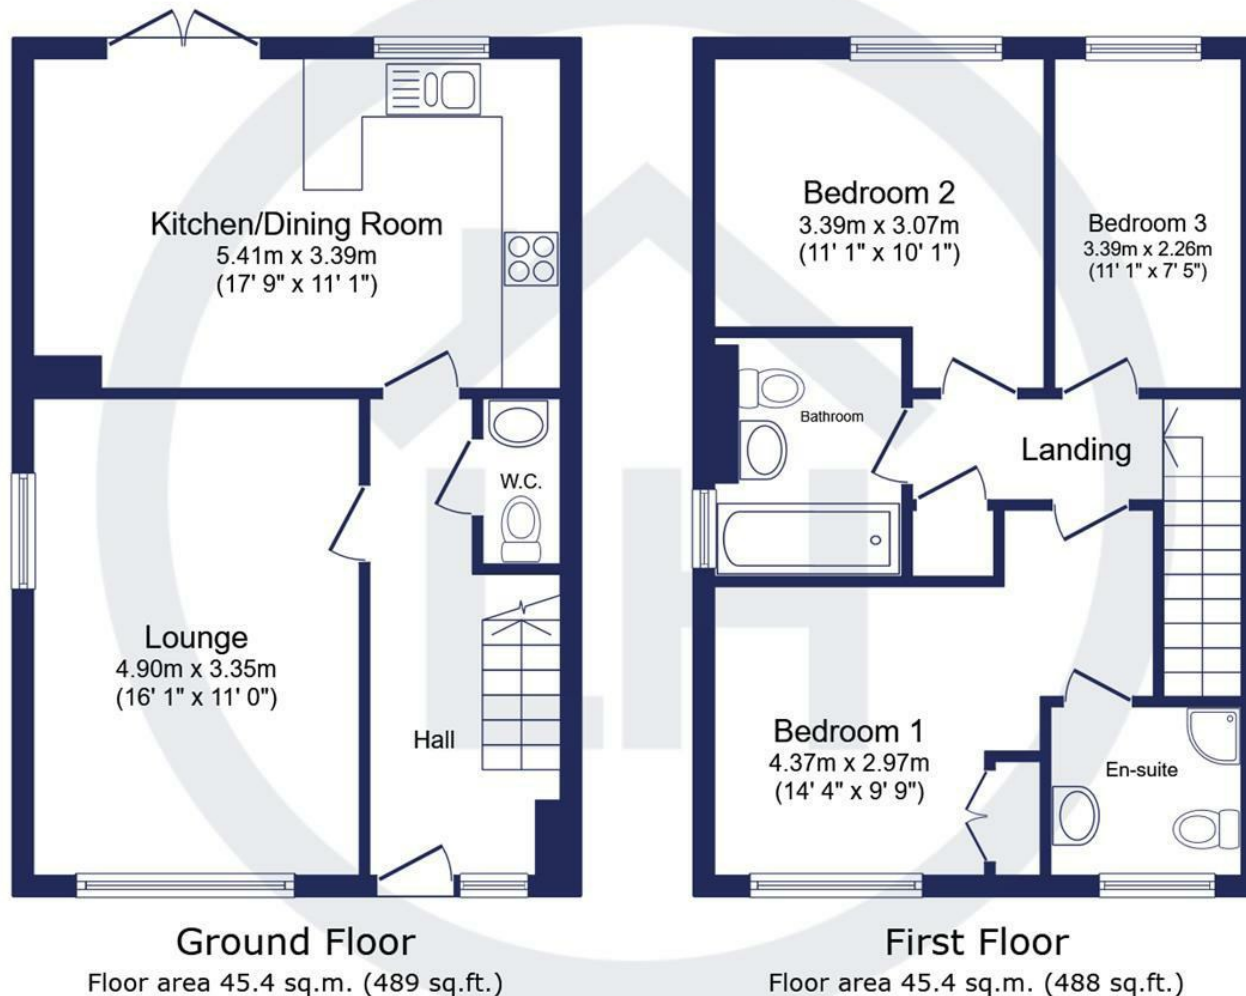 Kitchen/Dining Room
5.41m x 3.39m
(17' 9" x 11' 1")
W.C.
Lounge
4.90m x 3.35m
(16' 1" x 11' 0")
Hall
Ground Floor
Floor area 45.4 sq.m. (489 sq.ft.)
Bedroom 2
3.39m x 3.07m
(11' 1" x 10' 1")
Bedroom 3
3.39m x 2.26m
(11' 1" x 7' 5")
Bathroom
Landing
Bedroom 1
4.37m x 2.97m
(14' 4" x 9' 9")
En-suite
First Floor
Floor area 45.4 sq.m. (488 sq.ft.)
LH